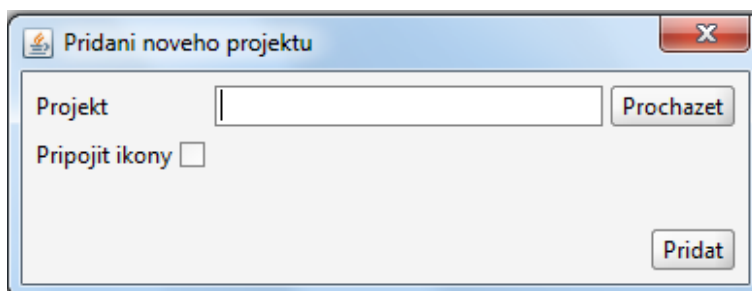 Pridani noveho projektu
Projekt Prochazet
Pripojit ikony
Pridat